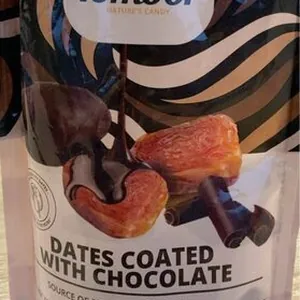 NATURE'S CANDY
DATES COATED
WITH CHOCOLATE
SOURCE OF